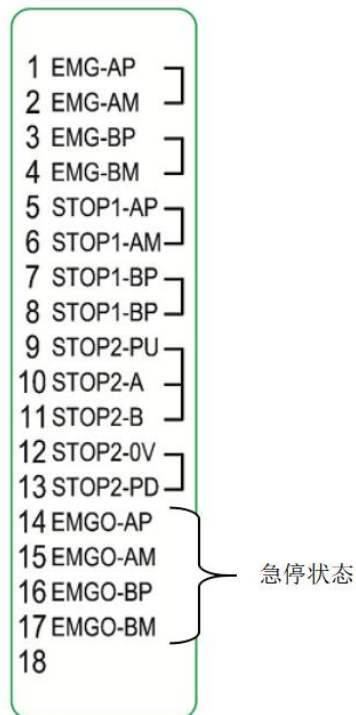 1 EMG-AP
2 EMG-AM
3 EMG-BP
4 EMG-BM
5 STOP1-AP
6 STOP1-AM
7 STOP1-BP
8 STOP1-BP
9 STOP2-PU
10 STOP2-A
11 STOP2-B
12 STOP2-0V
13 STOP2-PD
14 EMGO-AP
15 EMGO-AM
16 EMGO-BP
17 EMGO-BM
18
急停状态